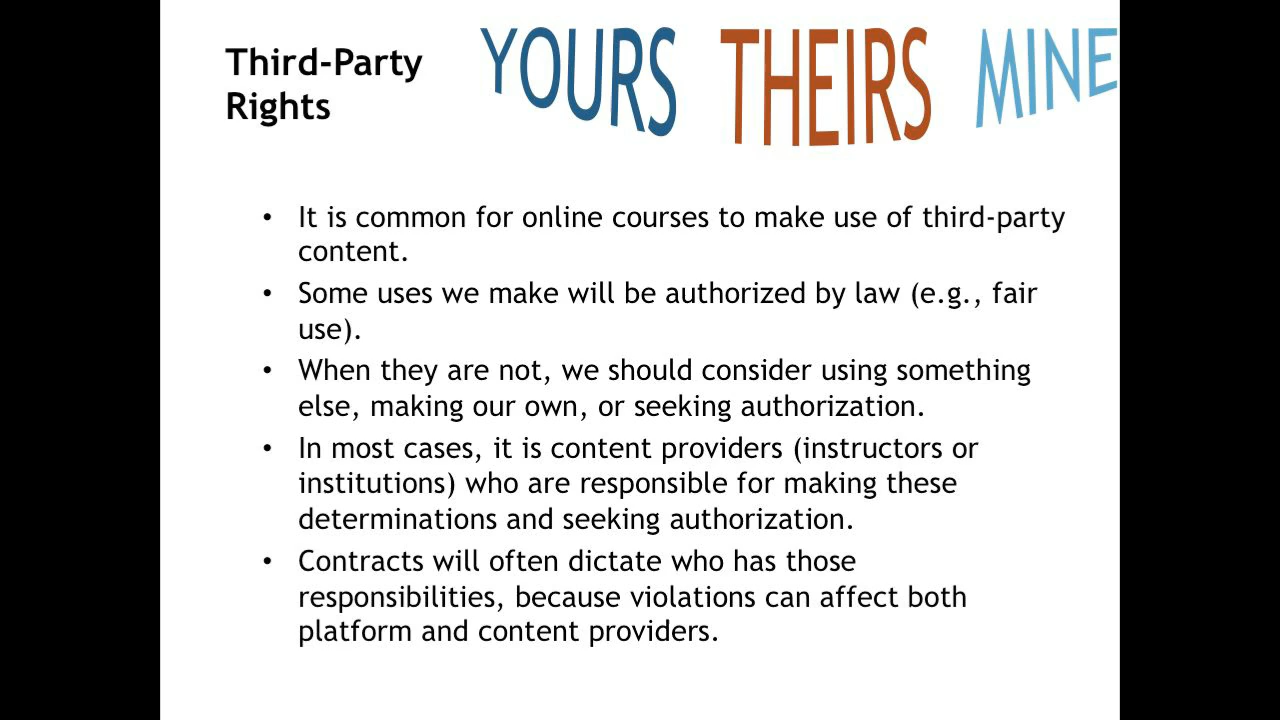 Third-Party
Rights
YOURS THEIRS MINE
• It is common for online courses to make use of third-party
content.
• Some uses we make will be authorized by law (e.g., fair
use).
• When they are not, we should consider using something
else, making our own, or seeking authorization.
• In most cases, it is content providers (instructors or
institutions) who are responsible for making these
determinations and seeking authorization.
• Contracts will often dictate who has those
responsibilities, because violations can affect both
platform and content providers.